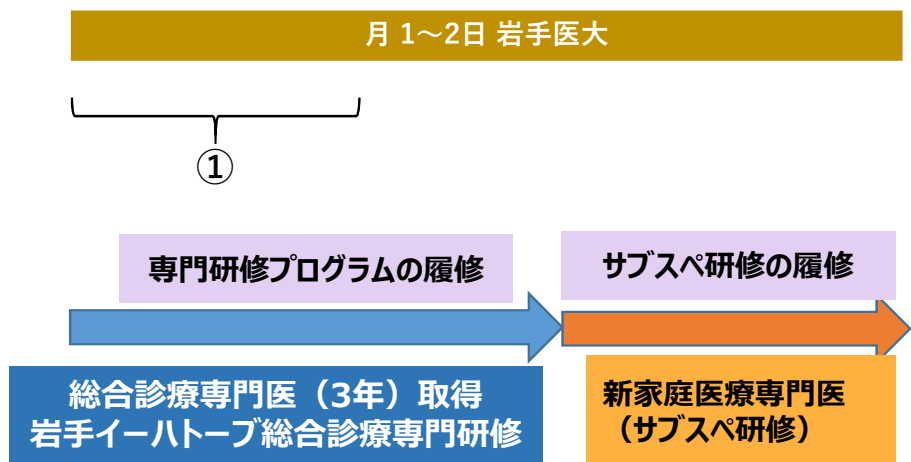 月 1～2日 岩手医大
①
専門研修プログラムの履修
サブスペ研修の履修
総合診療専門医（3年）取得
岩手イーハトーブ総合診療専門研修
新家庭医療専門医
（サブスペ研修）